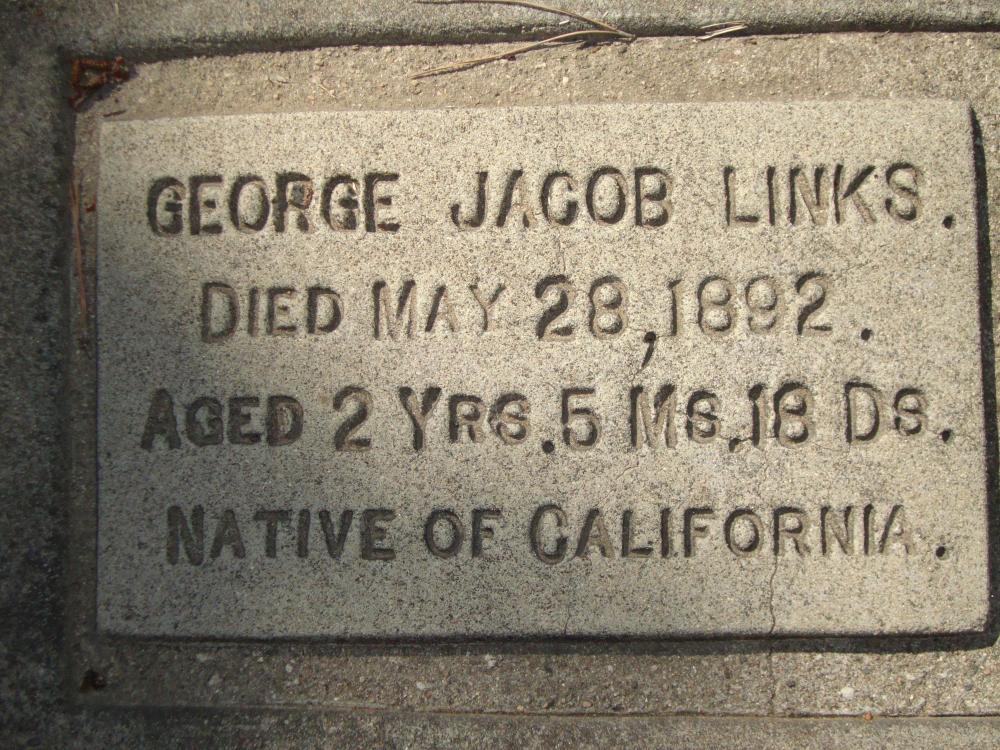 GEORGE JACOB LINKS.
DIED MAY 28, 1892.
AGED 2 YRS. 5 MS. 18 DS.
NATIVE OF CALIFORNIA.